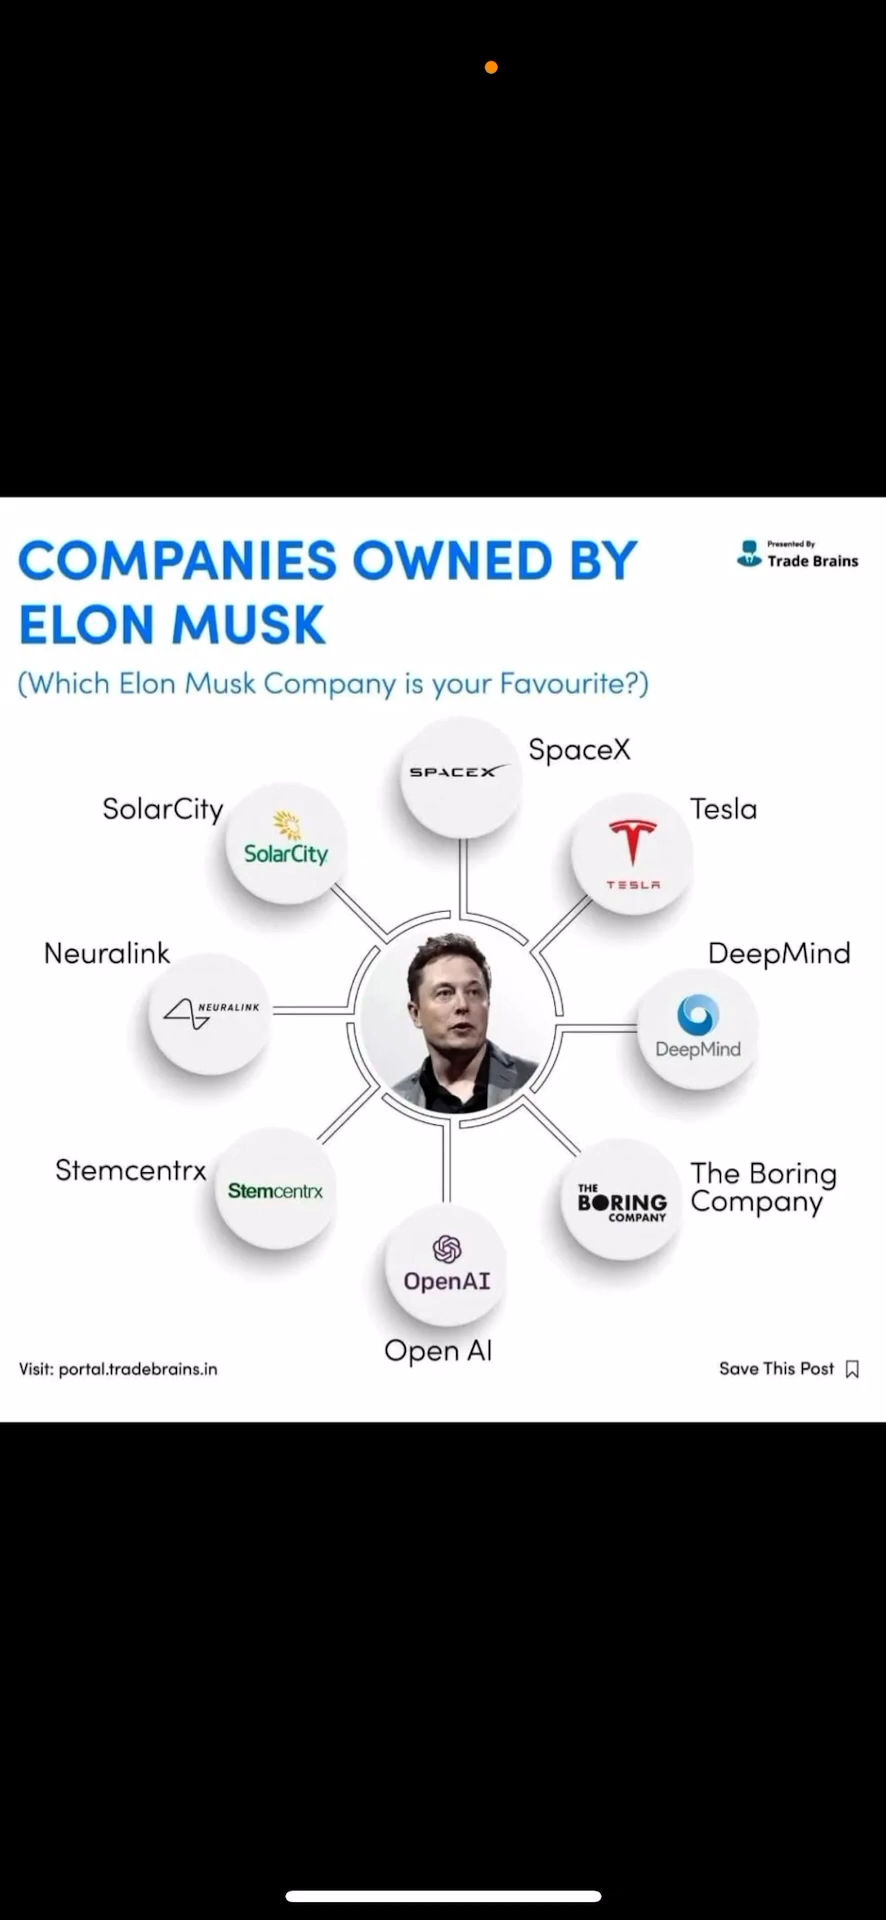 COMPANIES OWNED BY
ELON MUSK
Presented By
Trade Brains
(Which Elon Musk Company is your Favourite?)
SpaceX
SPACEX
SolarCity
SolarCity
Tesla
TESLA
Neuralink
NEURALINK
DeepMind
DeepMind
Stemcentrx
Stemcentrx
The Boring
Company
THE
BORING
COMPANY
OpenAI
Open AI
Visit: portal.tradebrains.in
Save This Post